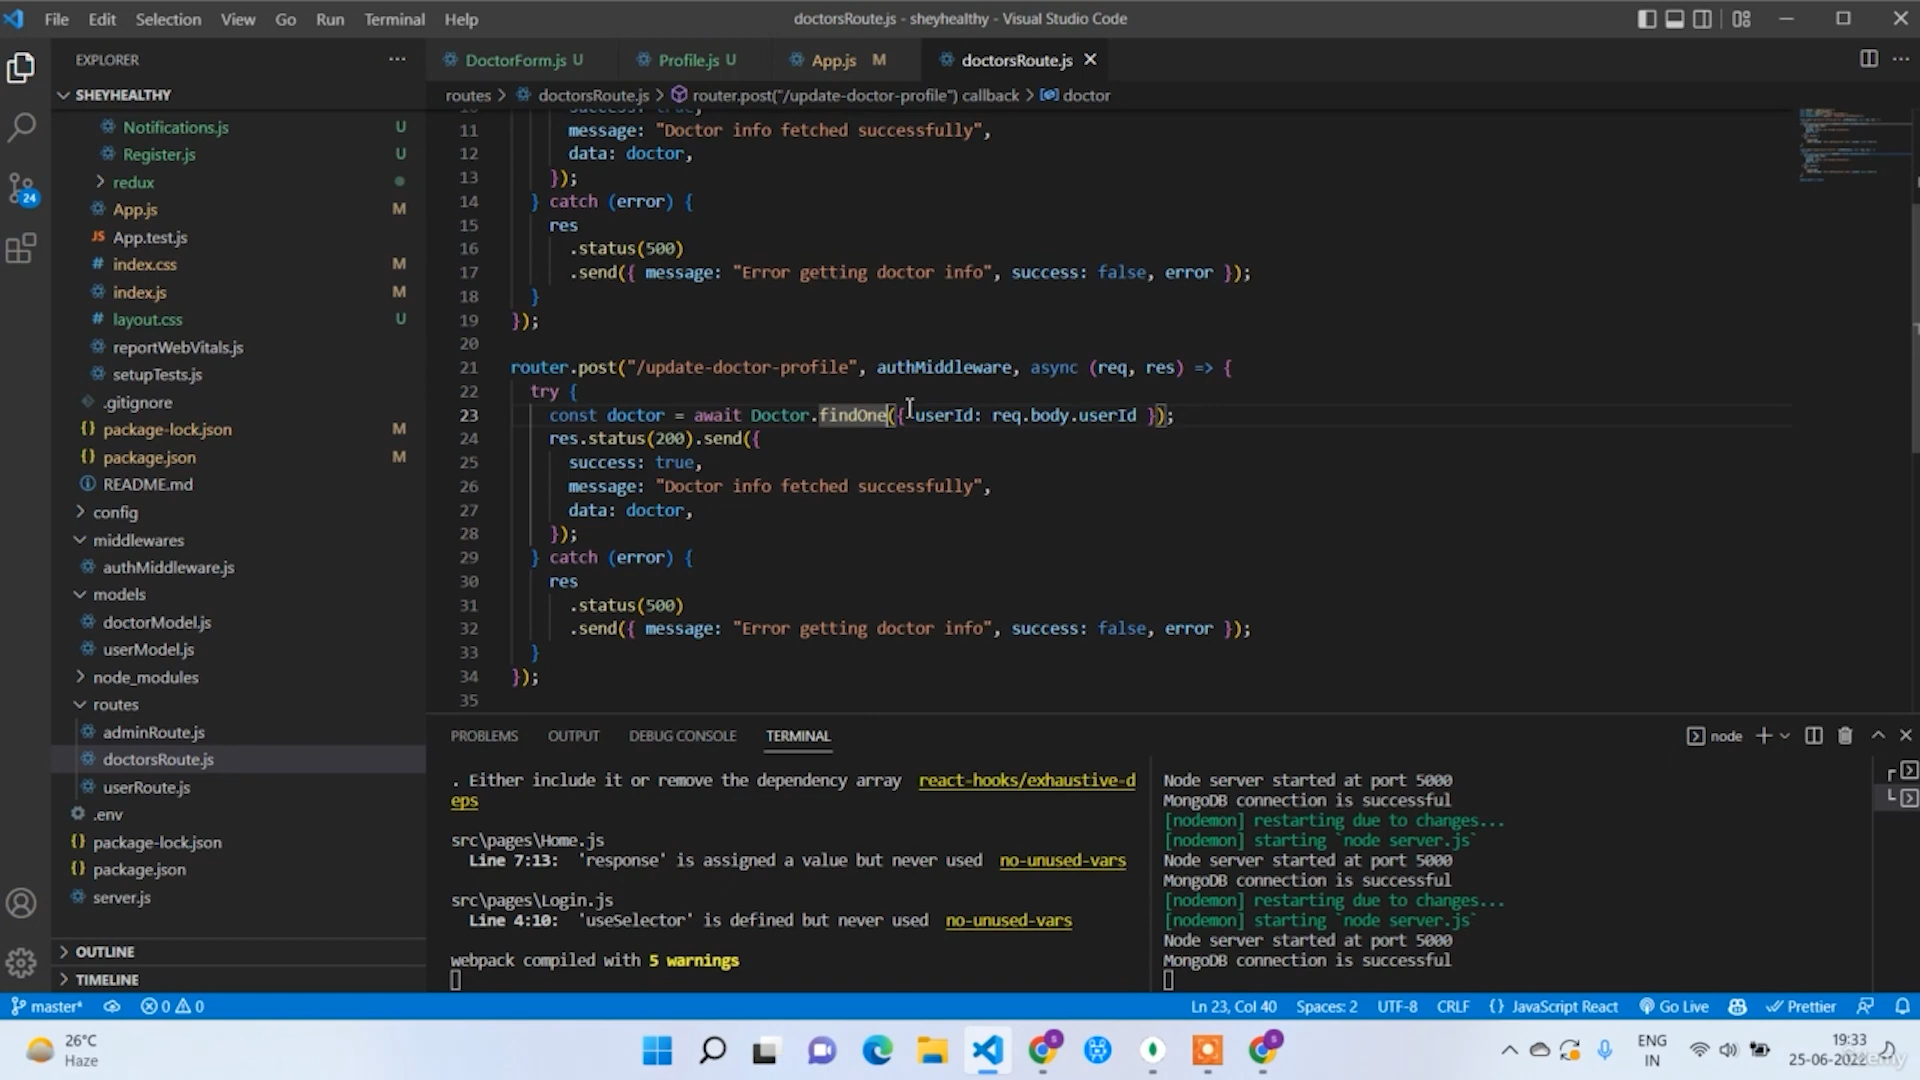 File Edit Selection View Go Run Terminal Help
doctorsRoute.js - sheyhealthy - Visual Studio Code
EXPLORER
SHEYHEALTHY
Notifications.js U
Register.js U
redux
App.js M
JS App.test.js
# index.css M
index.js M
# layout.css U
reportWebVitals.js
setupTests.js
.gitignore
{} package-lock.json M
{} package.json M
README.md
config
middlewares
authMiddleware.js
models
doctorModel.js
userModel.js
node_modules
routes
adminRoute.js
doctorsRoute.js
userRoute.js
.env
{} package-lock.json
{} package.json
server.js
OUTLINE
TIMELINE
24
DoctorForm.js U
Profile.js U
App.js M
doctorsRoute.js
routes > doctorsRoute.js > router.post("/update-doctor-profile") callback > doctor
11 message: "Doctor info fetched successfully",
12 data: doctor,
13 });
14 } catch (error) {
15 res
16 .status(500)
17 .send({ message: "Error getting doctor info", success: false, error });
18 }
19 });
20
21 router.post("/update-doctor-profile", authMiddleware, async (req, res) => {
22 try {
23 const doctor = await Doctor.findOne({ userId: req.body.userId });
24 res.status(200).send({
25 success: true,
26 message: "Doctor info fetched successfully",
27 data: doctor,
28 });
29 } catch (error) {
30 res
31 .status(500)
32 .send({ message: "Error getting doctor info", success: false, error });
33 }
34 });
35
PROBLEMS OUTPUT DEBUG CONSOLE TERMINAL
node
. Either include it or remove the dependency array react-hooks/exhaustive-d
eps
src\pages\Home.js
Line 7:13: 'response' is assigned a value but never used no-unused-vars
src\pages\Login.js
Line 4:10: 'useSelector' is defined but never used no-unused-vars
webpack compiled with 5 warnings
Node server started at port 5000
MongoDB connection is successful
[nodemon] restarting due to changes...
[nodemon] starting `node server.js`
Node server started at port 5000
MongoDB connection is successful
[nodemon] restarting due to changes...
[nodemon] starting `node server.js`
Node server started at port 5000
MongoDB connection is successful
master* 0 0
Ln 23, Col 40 Spaces: 2 UTF-8 CRLF {} JavaScript React Go Live Prettier
26°C
Haze
ENG
IN
19:33
25-06-2022